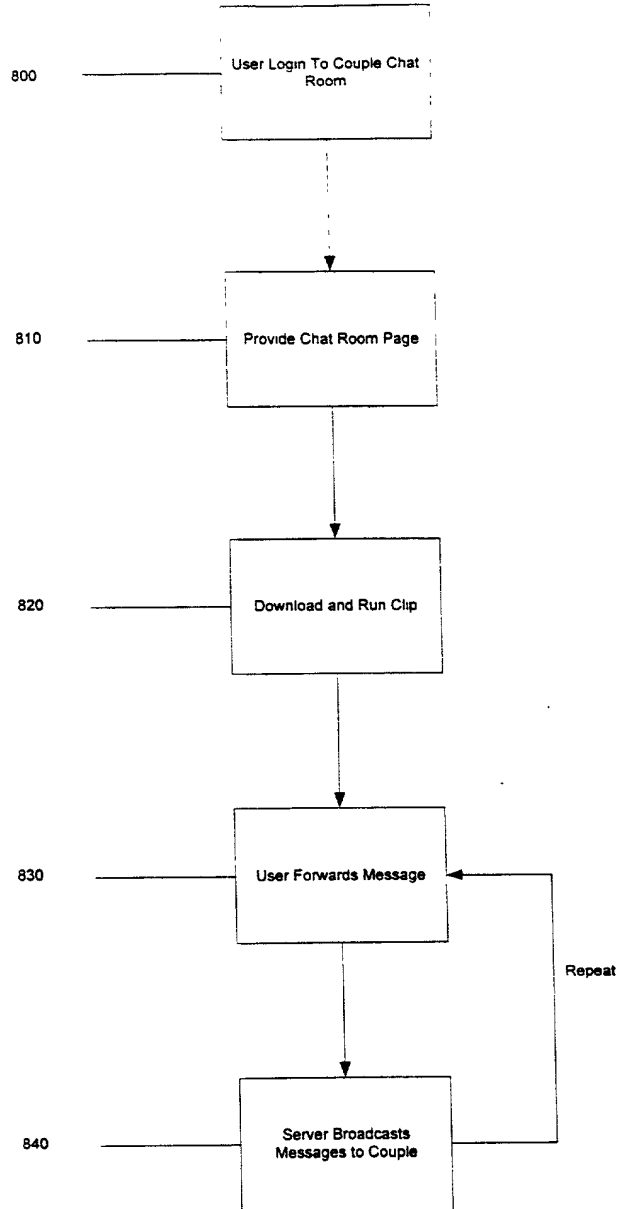 800
User Login To Couple Chat
Room
810
Provide Chat Room Page
820
Download and Run Clip
830
User Forwards Message
Repeat
840
Server Broadcasts
Messages to Couple